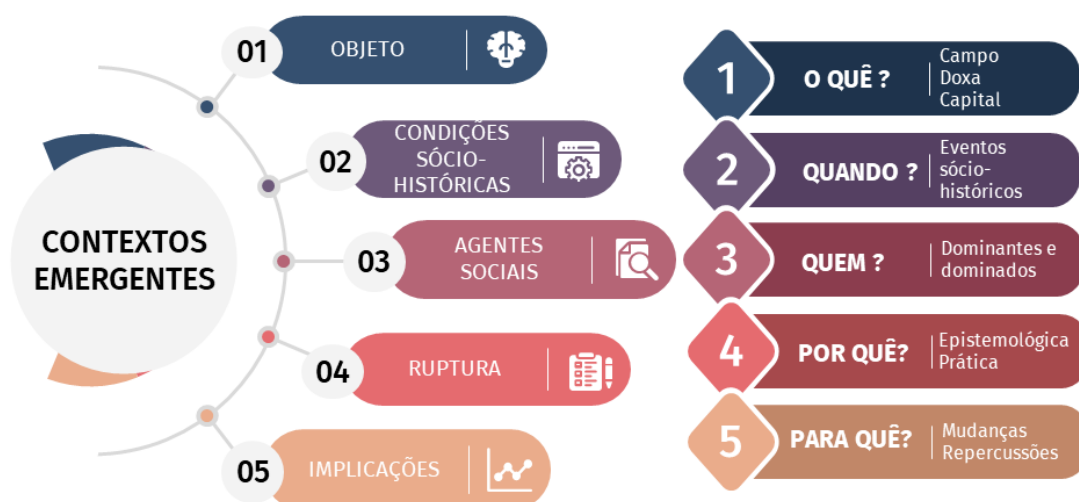 CONTEXTOS
EMERGENTES
01
OBJETO
02
CONDIÇÕES
SÓCIO-
HISTÓRICAS
03
AGENTES
SOCIAIS
04
RUPTURA
05
IMPLICAÇÕES
1
O QUÊ ?
Campo
Doxa
Capital
2
QUANDO ?
Eventos
sócio-
históricos
3
QUEM ?
Dominantes e
dominados
4
POR QUÊ?
Epistemológica
Prática
5
PARA QUÊ?
Mudanças
Repercussões